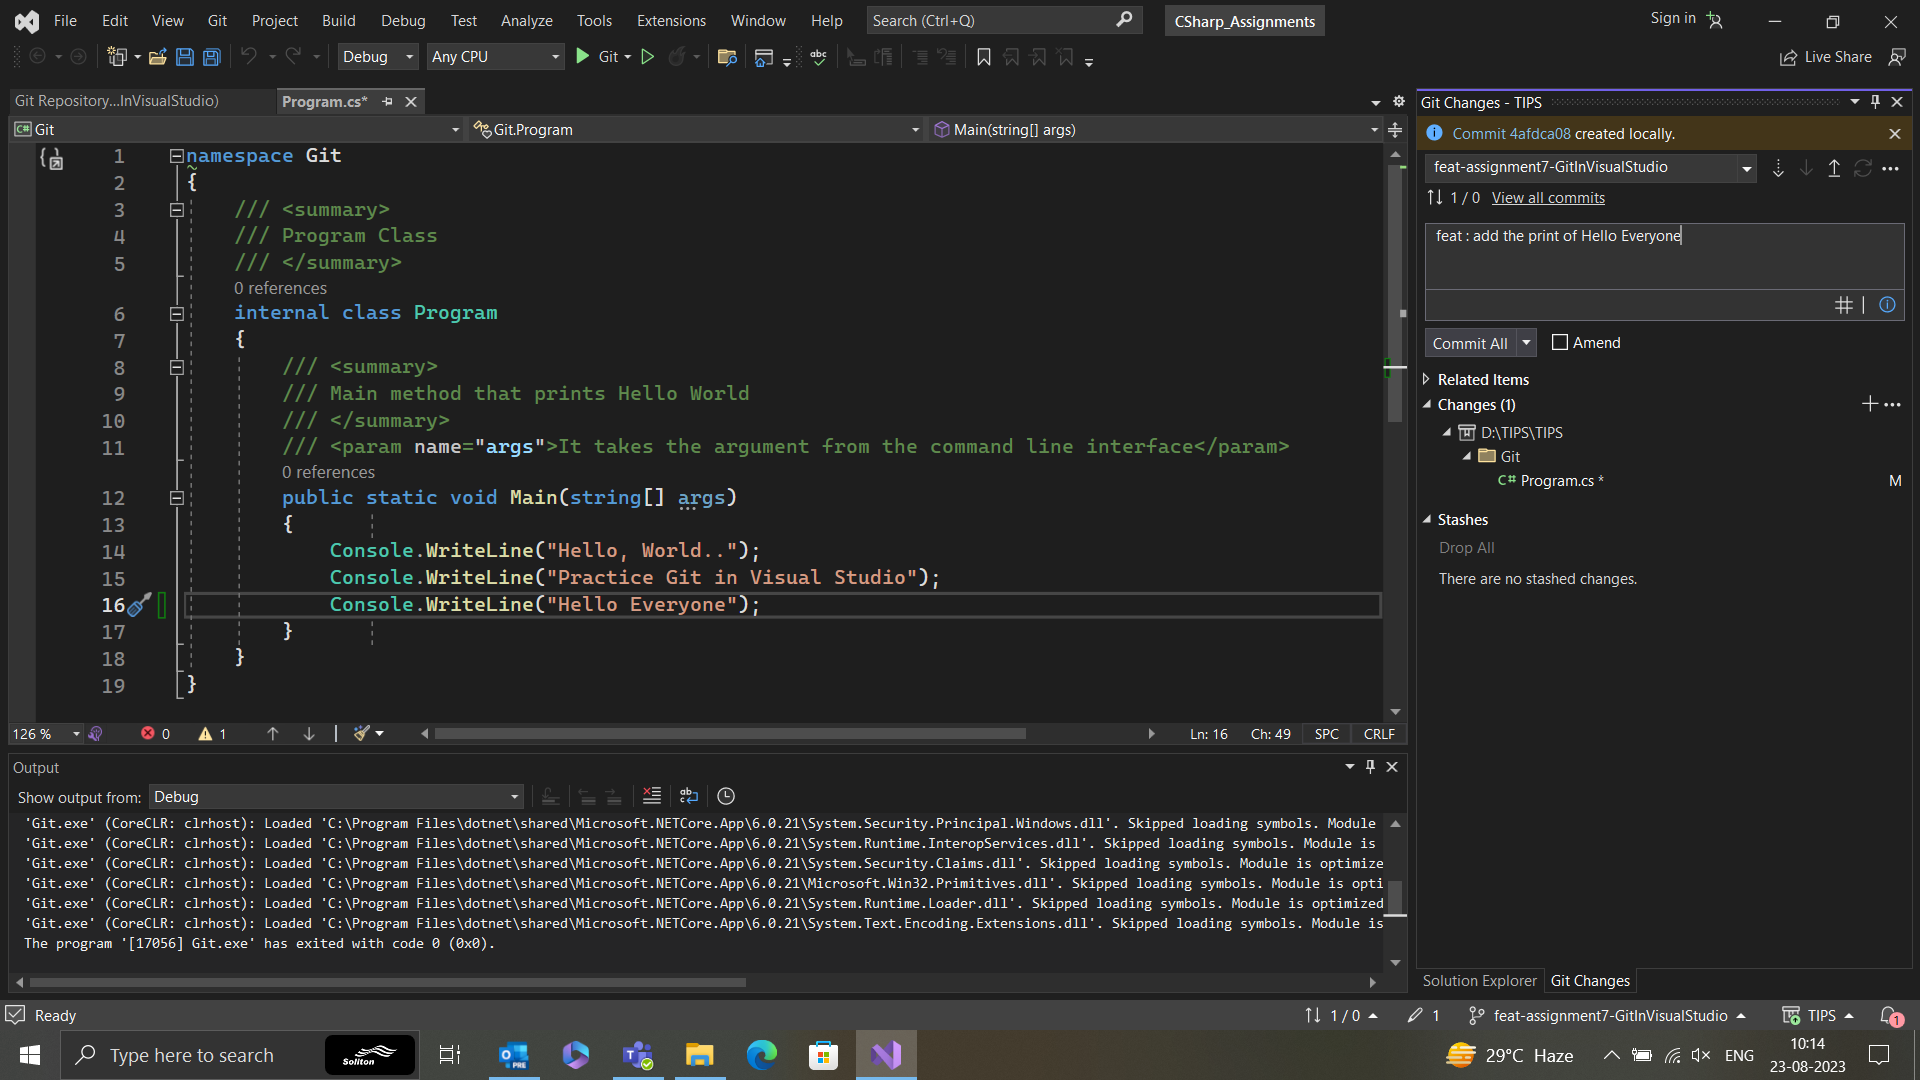 File Edit View Git Project Build Debug Test Analyze Tools Extensions Window Help Search (Ctrl+Q) CSharp_Assignments Sign in
Debug Any CPU Git Live Share
Git Repository...InVisualStudio) Program.cs*
Git Git.Program Main(string[] args)
1 namespace Git
2 {
3 /// <summary>
4 /// Program Class
5 /// </summary>
0 references
6 internal class Program
7 {
8 /// <summary>
9 /// Main method that prints Hello World
10 /// </summary>
11 /// <param name="args">It takes the argument from the command line interface</param>
0 references
12 public static void Main(string[] args)
13 {
14 Console.WriteLine("Hello, World..");
15 Console.WriteLine("Practice Git in Visual Studio");
16 Console.WriteLine("Hello Everyone");
17 }
18 }
19 }
126 % 0 1 Ln: 16 Ch: 49 SPC CRLF
Output
Show output from: Debug
'Git.exe' (CoreCLR: clrhost): Loaded 'C:\Program Files\dotnet\shared\Microsoft.NETCore.App\6.0.21\System.Security.Principal.Windows.dll'. Skipped loading symbols. Module
'Git.exe' (CoreCLR: clrhost): Loaded 'C:\Program Files\dotnet\shared\Microsoft.NETCore.App\6.0.21\System.Runtime.InteropServices.dll'. Skipped loading symbols. Module is
'Git.exe' (CoreCLR: clrhost): Loaded 'C:\Program Files\dotnet\shared\Microsoft.NETCore.App\6.0.21\System.Security.Claims.dll'. Skipped loading symbols. Module is optimize
'Git.exe' (CoreCLR: clrhost): Loaded 'C:\Program Files\dotnet\shared\Microsoft.NETCore.App\6.0.21\Microsoft.Win32.Primitives.dll'. Skipped loading symbols. Module is opti
'Git.exe' (CoreCLR: clrhost): Loaded 'C:\Program Files\dotnet\shared\Microsoft.NETCore.App\6.0.21\System.Runtime.Loader.dll'. Skipped loading symbols. Module is optimized
'Git.exe' (CoreCLR: clrhost): Loaded 'C:\Program Files\dotnet\shared\Microsoft.NETCore.App\6.0.21\System.Text.Encoding.Extensions.dll'. Skipped loading symbols. Module is
The program '[17056] Git.exe' has exited with code 0 (0x0).
Git Changes - TIPS
Commit 4afdca08 created locally.
feat-assignment7-GitInVisualStudio
1 / 0 View all commits
feat : add the print of Hello Everyone
Commit All Amend
Related Items
Changes (1)
D:\TIPS\TIPS
Git
C# Program.cs * M
Stashes
Drop All
There are no stashed changes.
Solution Explorer Git Changes
Ready 1 / 0 1 feat-assignment7-GitInVisualStudio TIPS 1
Type here to search Soliton PRE 29°C Haze ENG 10:14
23-08-2023